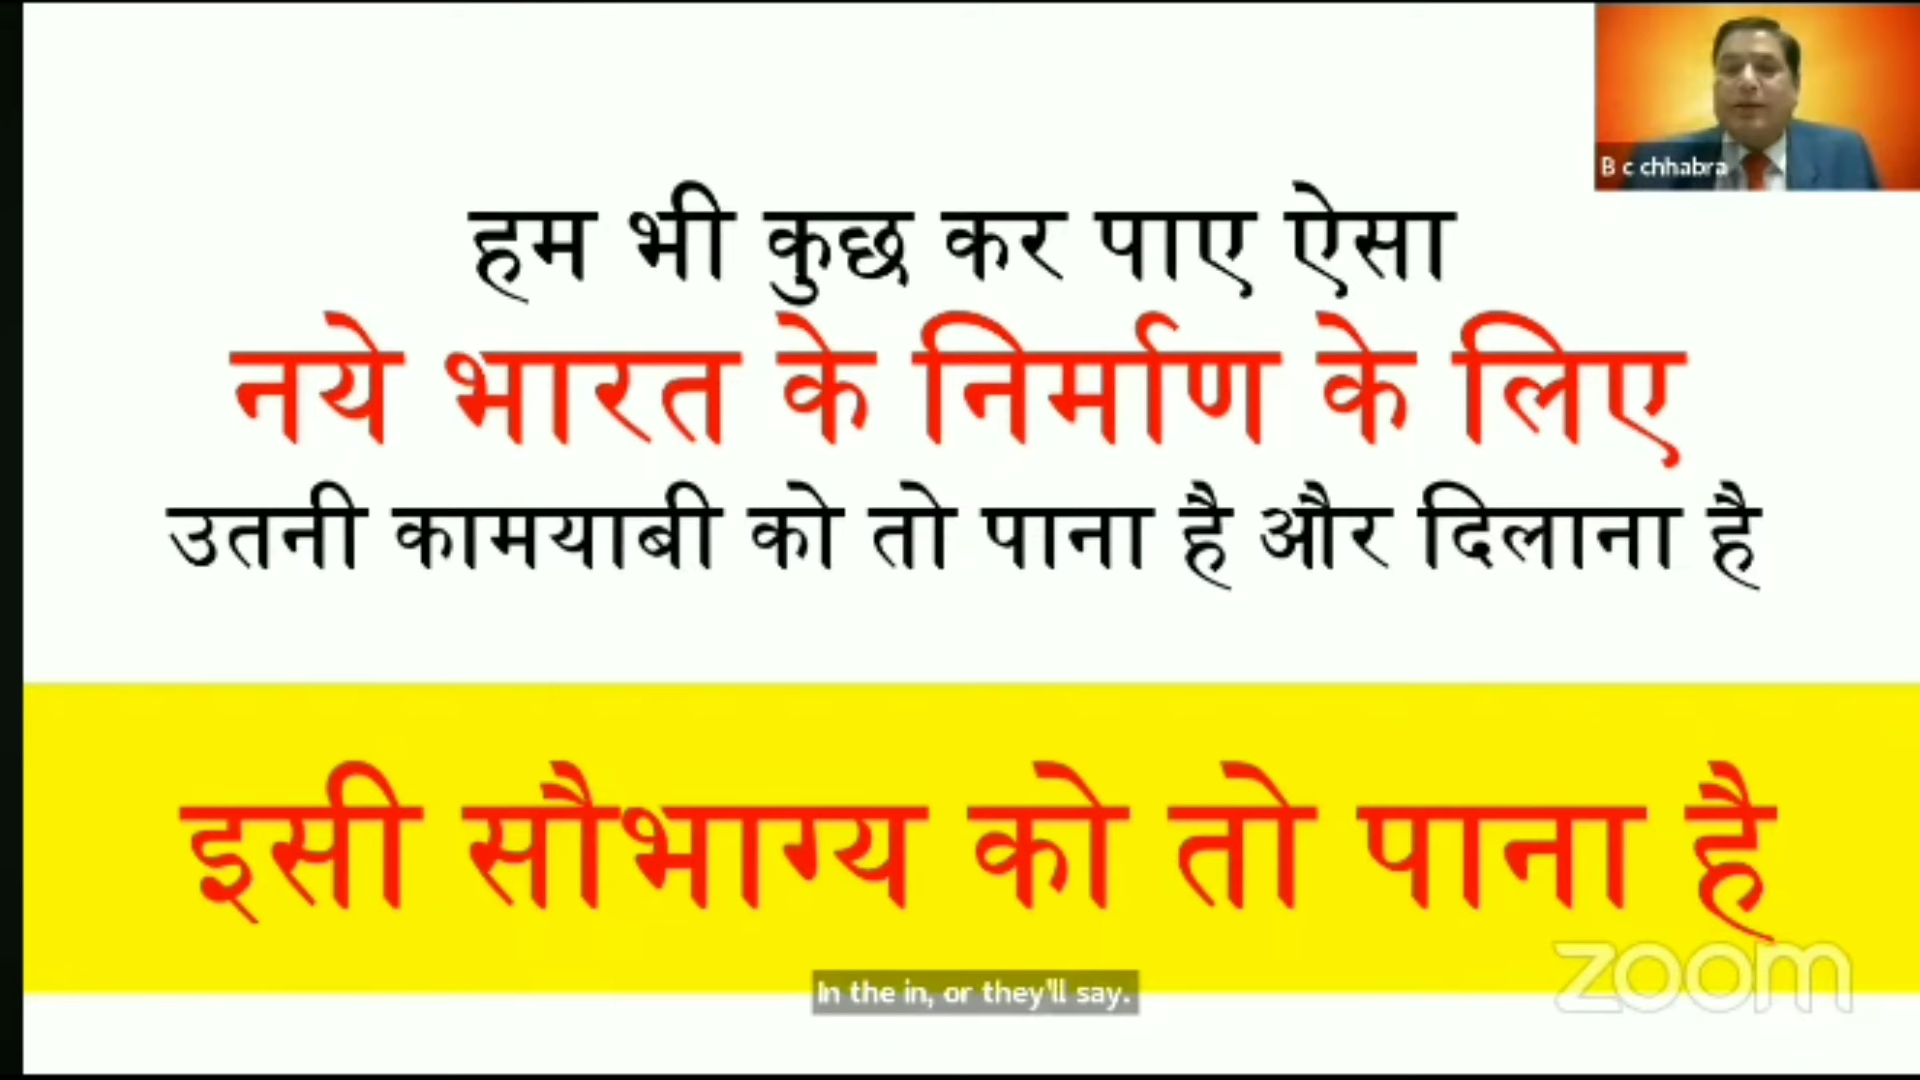 B c chhabra
हम भी कुछ कर पाए ऐसा
नये भारत के निर्माण के लिए
उतनी कामयाबी को तो पाना है और दिलाना है
इसी सौभाग्य को तो पाना है
In the in, or they'll say.
zoom